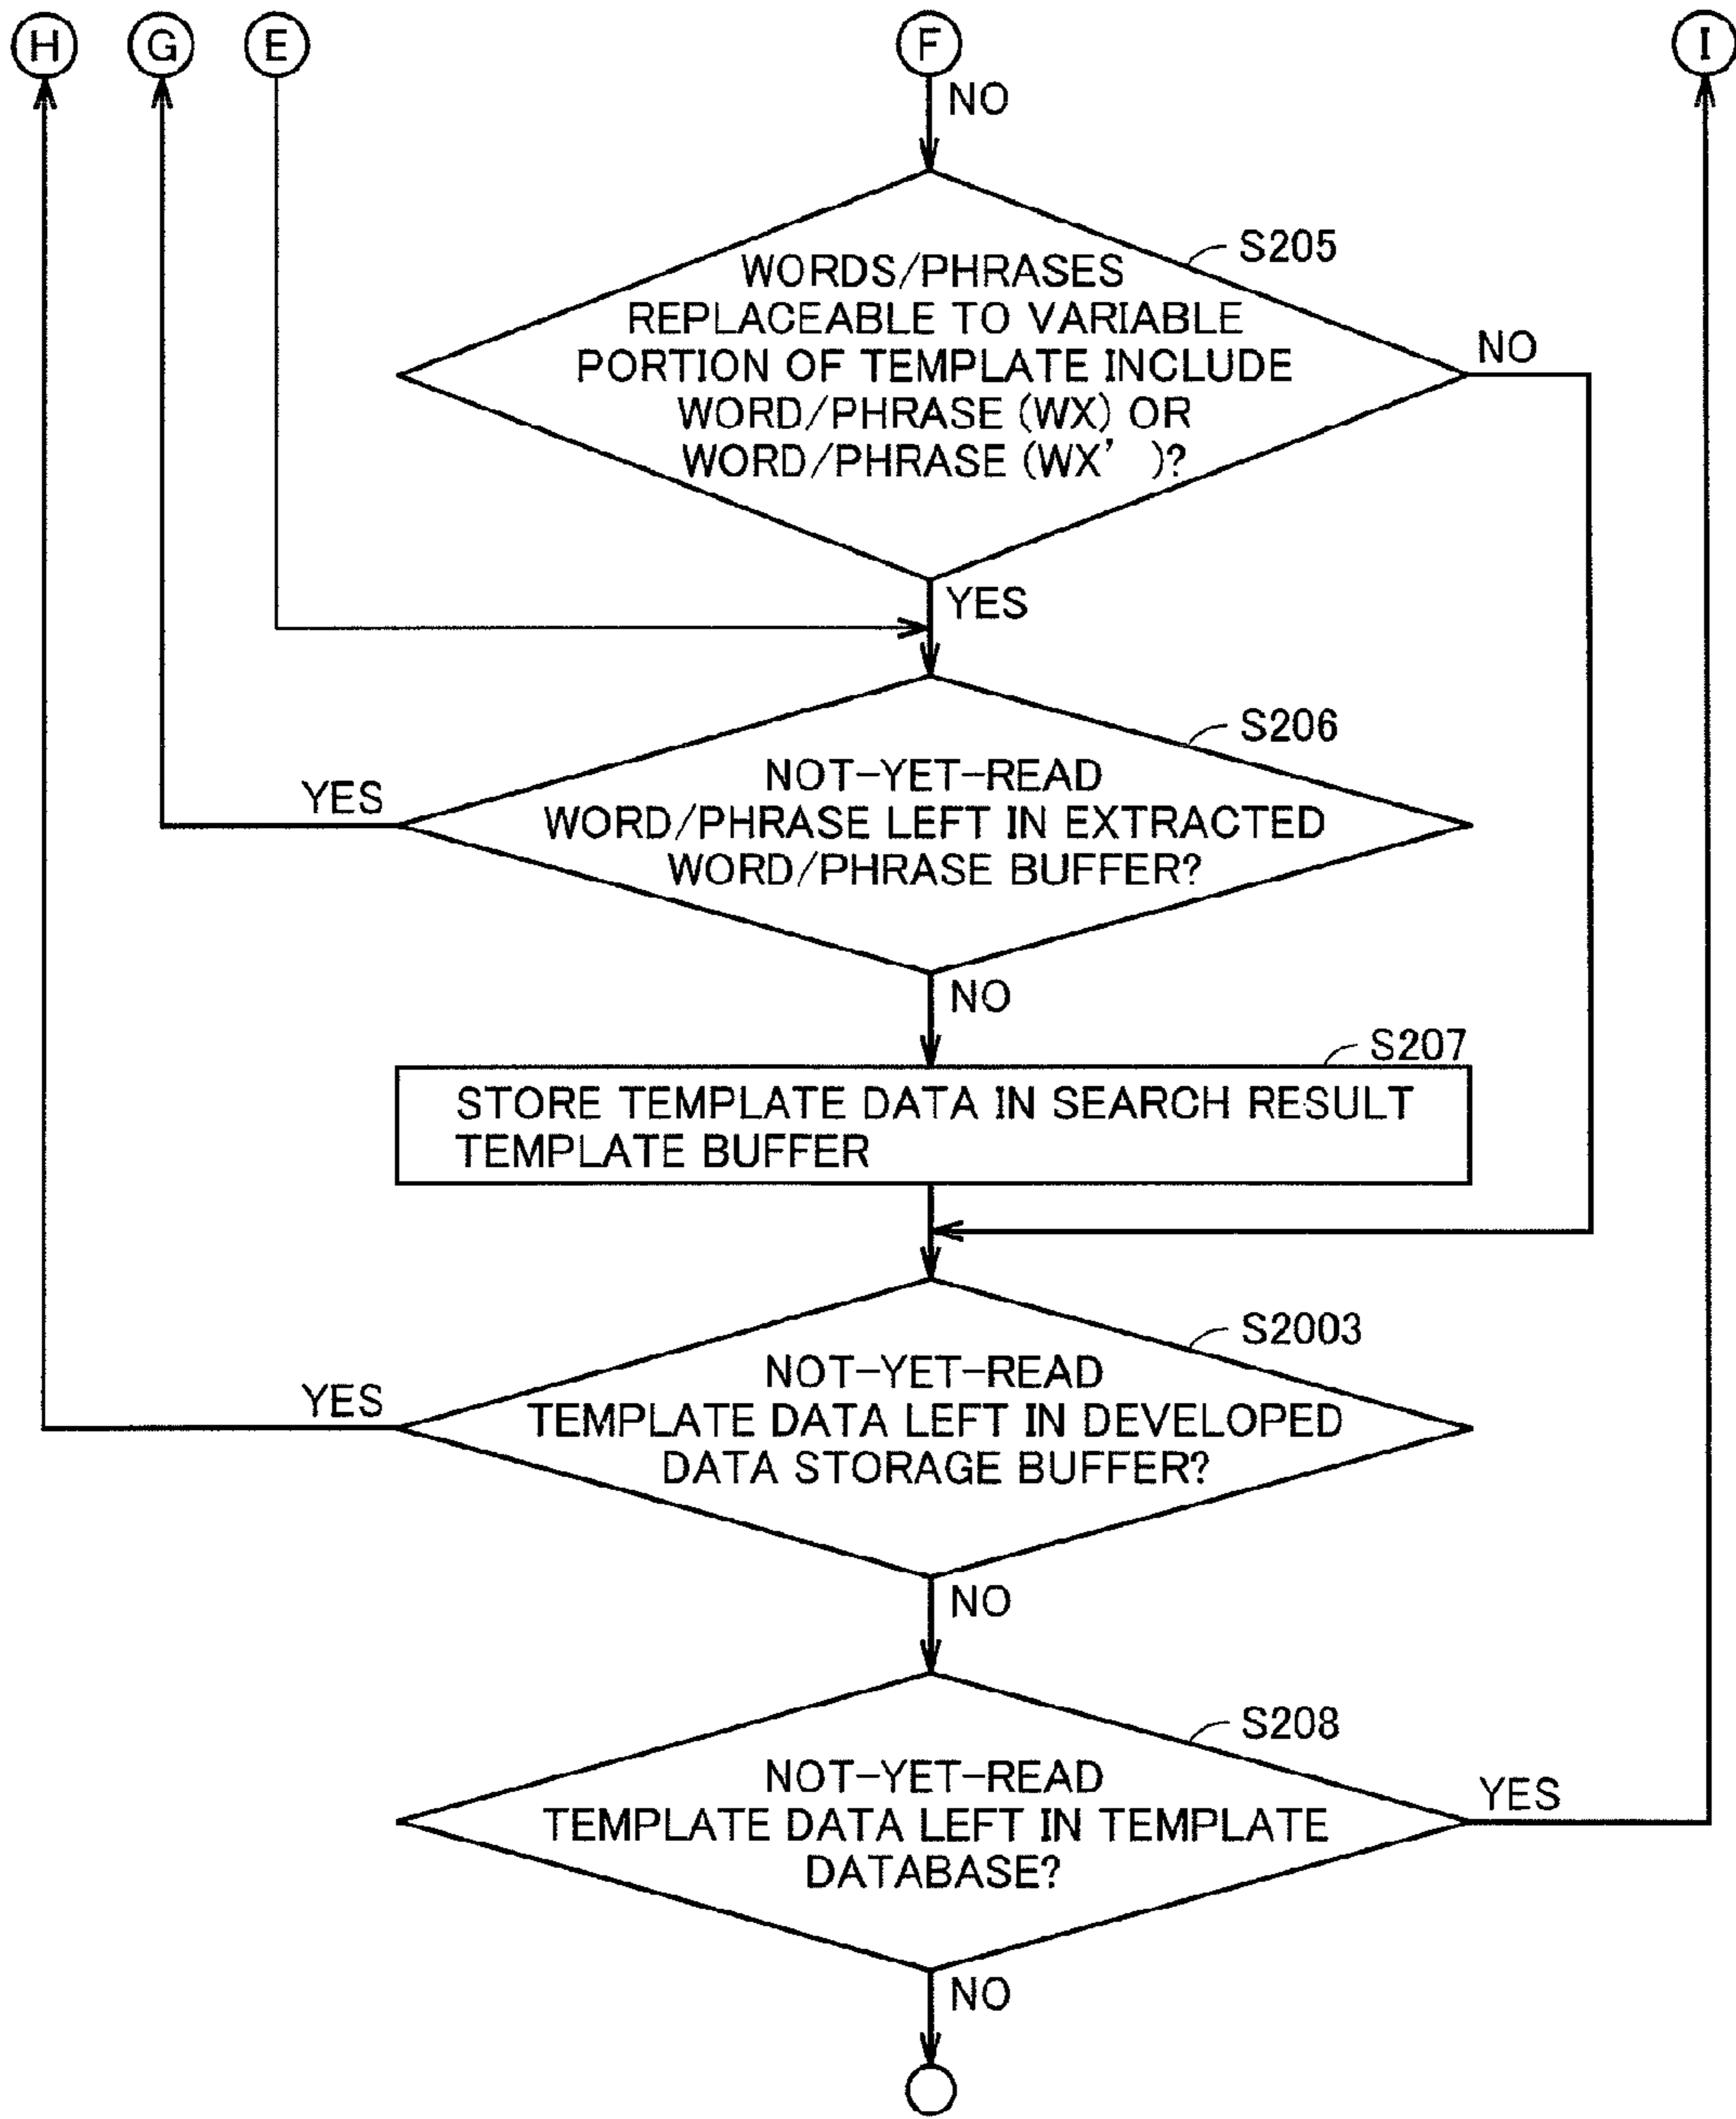 H G E F I
NO
S205
WORDS/PHRASES
REPLACEABLE TO VARIABLE
PORTION OF TEMPLATE INCLUDE
WORD/PHRASE (WX) OR
WORD/PHRASE (WX’ )?
NO
YES
S206
NOT-YET-READ
WORD/PHRASE LEFT IN EXTRACTED
WORD/PHRASE BUFFER?
YES
NO
S207
STORE TEMPLATE DATA IN SEARCH RESULT
TEMPLATE BUFFER
S2003
NOT-YET-READ
TEMPLATE DATA LEFT IN DEVELOPED
DATA STORAGE BUFFER?
YES
NO
S208
NOT-YET-READ
TEMPLATE DATA LEFT IN TEMPLATE
DATABASE?
YES
NO